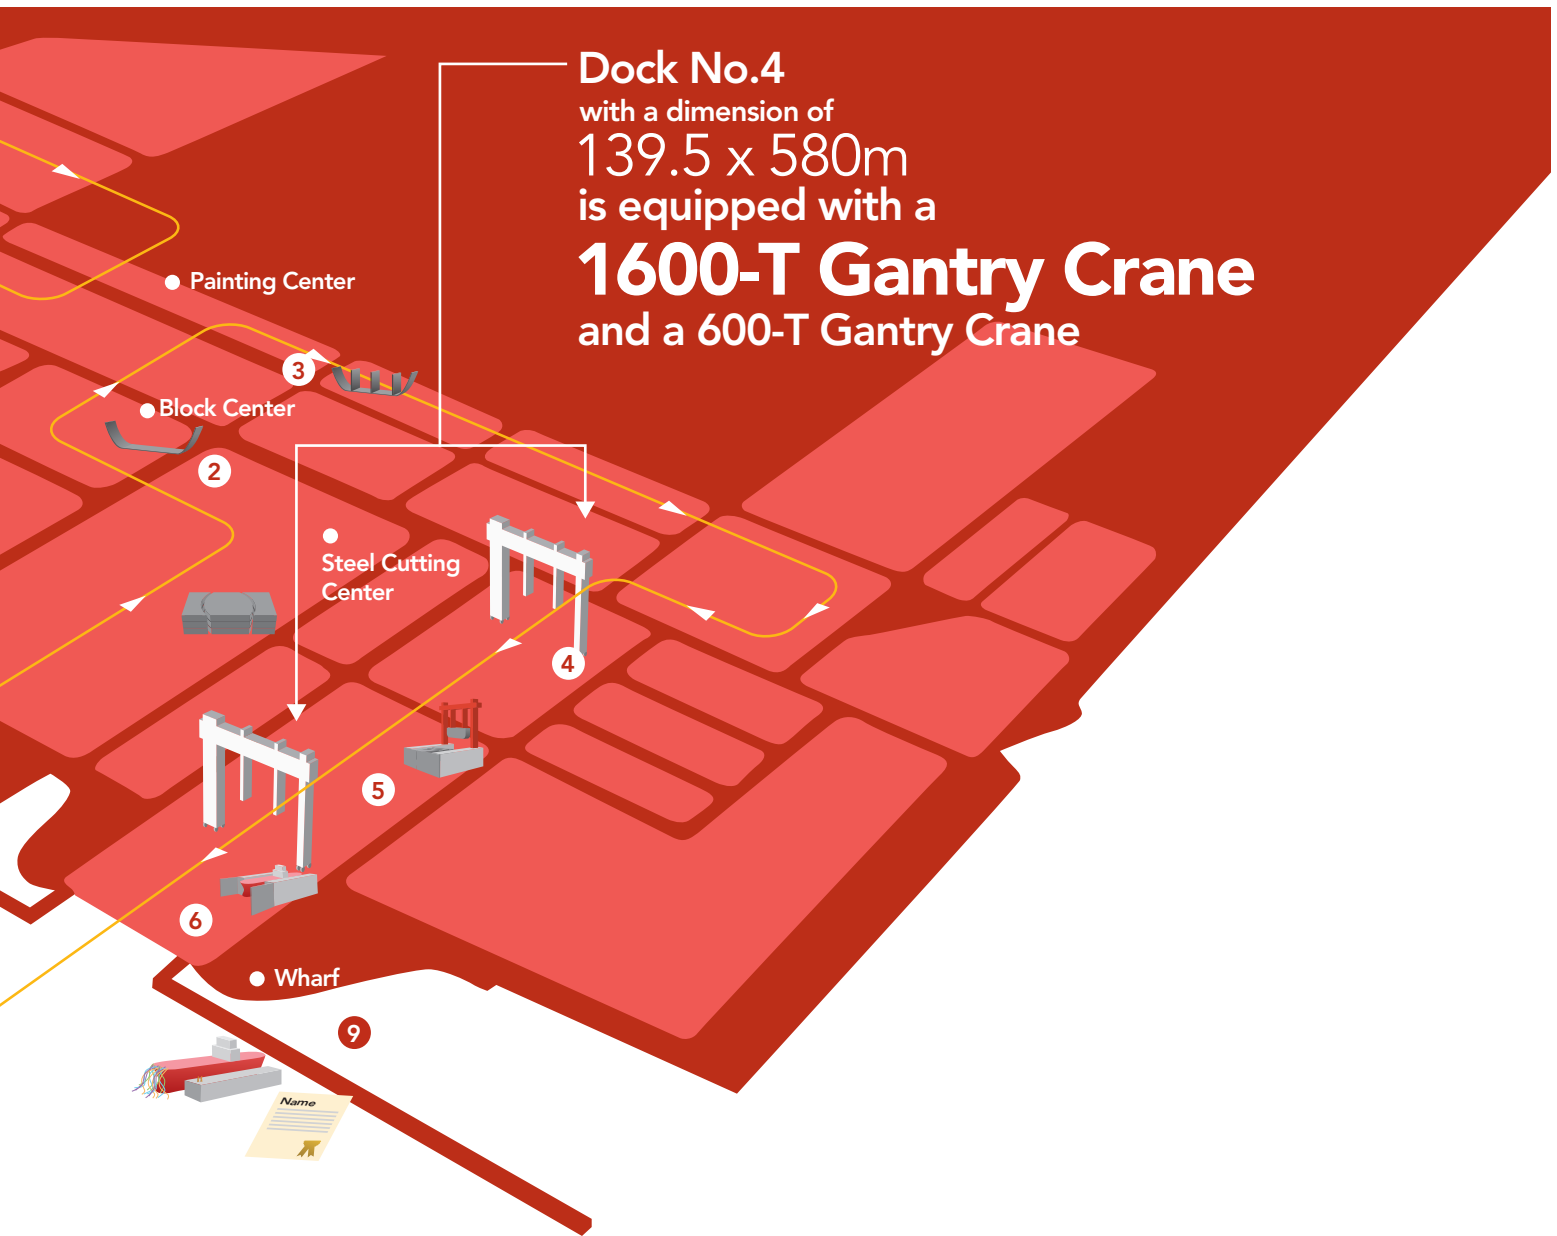 Dock No.4
with a dimension of
139.5 x 580m
is equipped with a
1600-T Gantry Crane
and a 600-T Gantry Crane
Painting Center
3
Block Center
2
Steel Cutting
Center
4
5
6
Wharf
9
Name